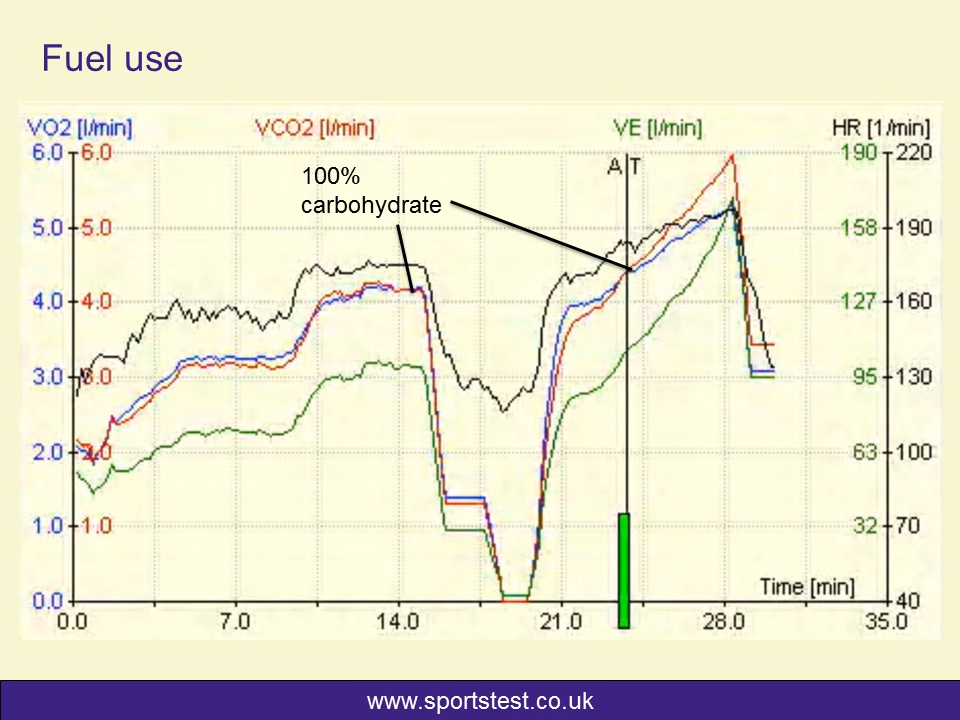 Fuel use
VO2 [l/min] VCO2 [l/min] VE [l/min] HR [1/min]
6.0 6.0 190 220
A T
100%
carbohydrate
5.0 5.0 158 190
4.0 4.0 127 160
3.0 3.0 95 130
2.0 2.0 63 100
1.0 1.0 32 70
Time [min]
0.0 40
0.0 7.0 14.0 21.0 28.0 35.0
www.sportstest.co.uk